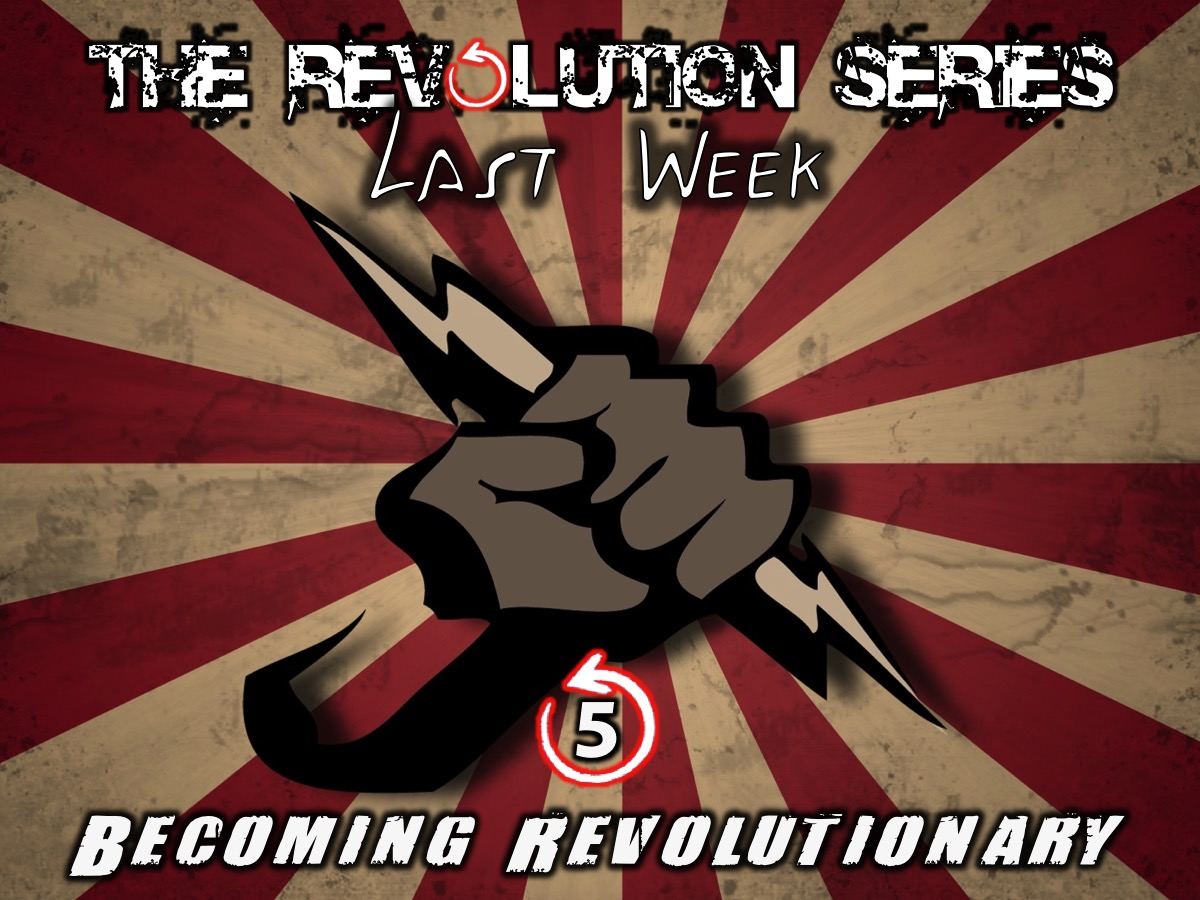 THE REVOLUTION SERIES
LAST WEEK
5
BECOMING REVOLUTIONARY